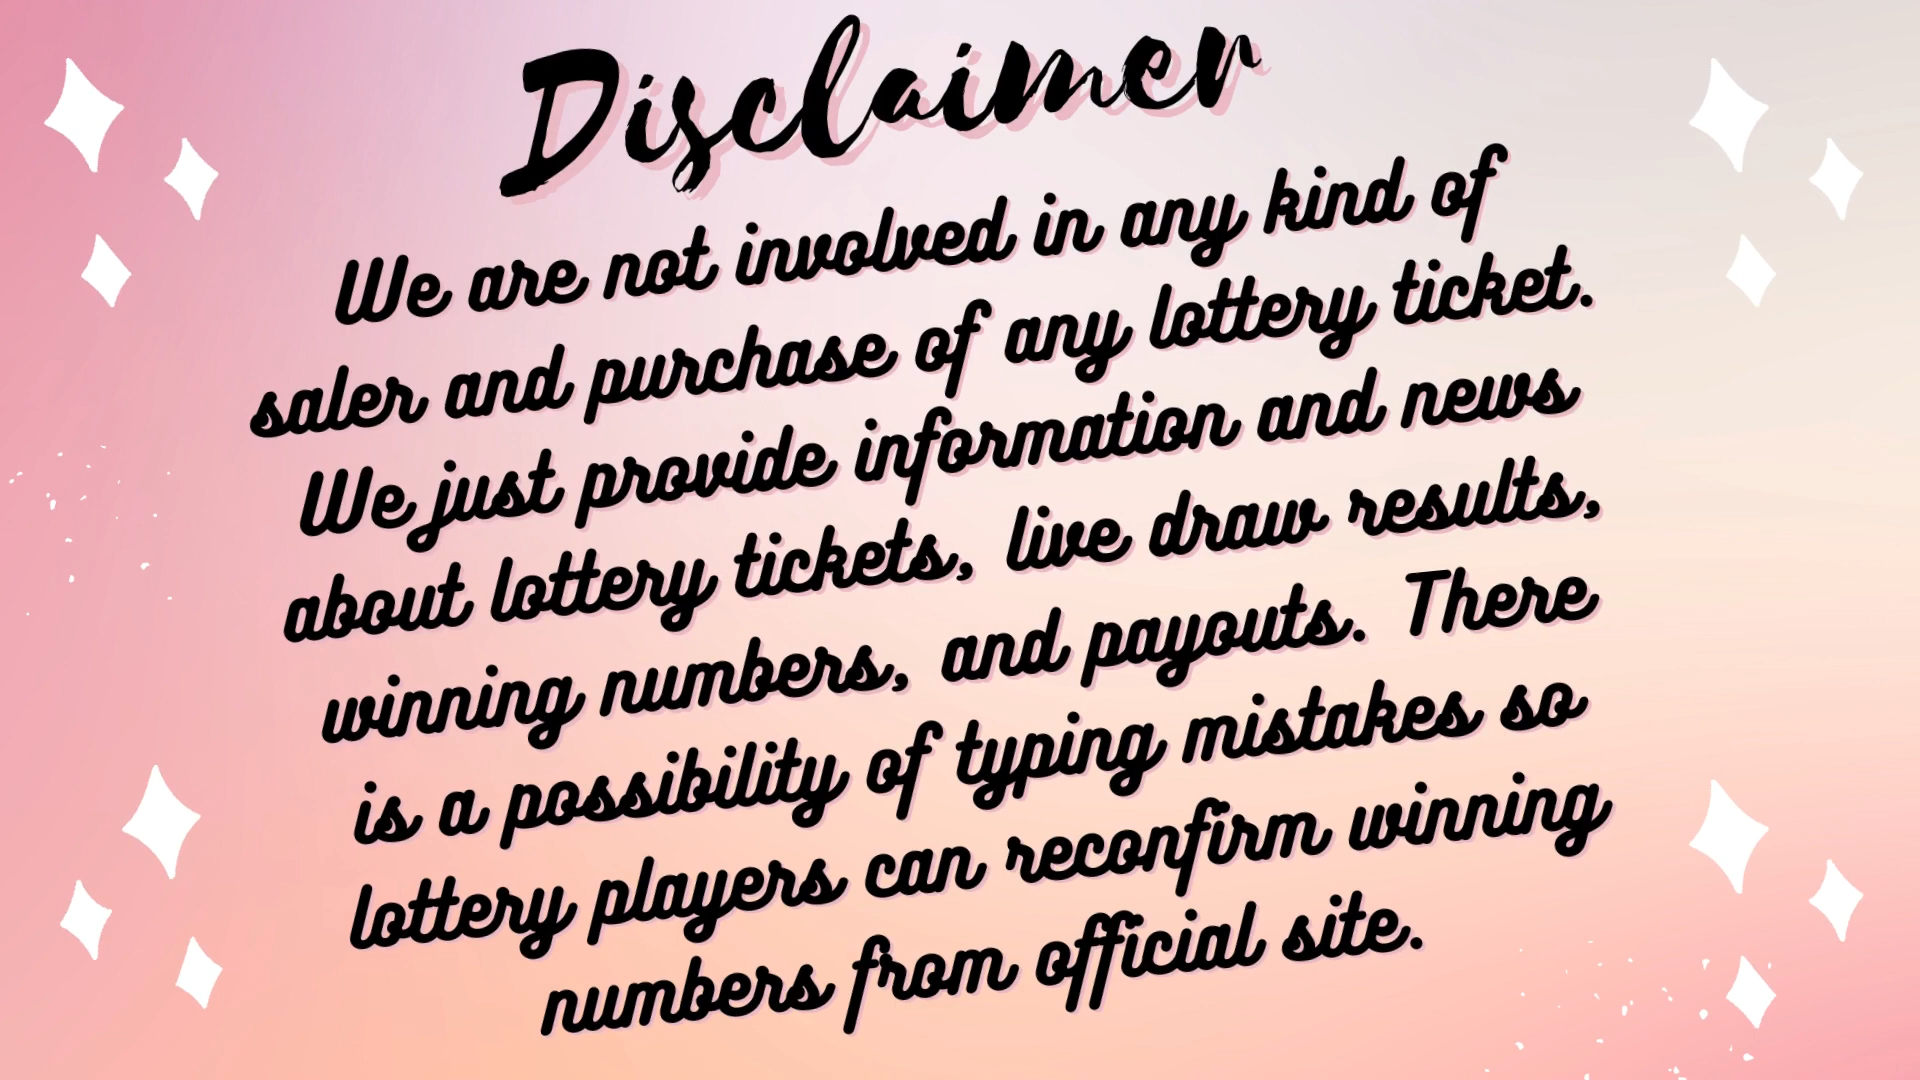 Disclaimer
We are not involved in any kind of
saler and purchase of any lottery ticket.
We just provide information and news
about lottery tickets, live draw results,
winning numbers, and payouts. There
is a possibility of typing mistakes so
lottery players can reconfirm winning
numbers from official site.